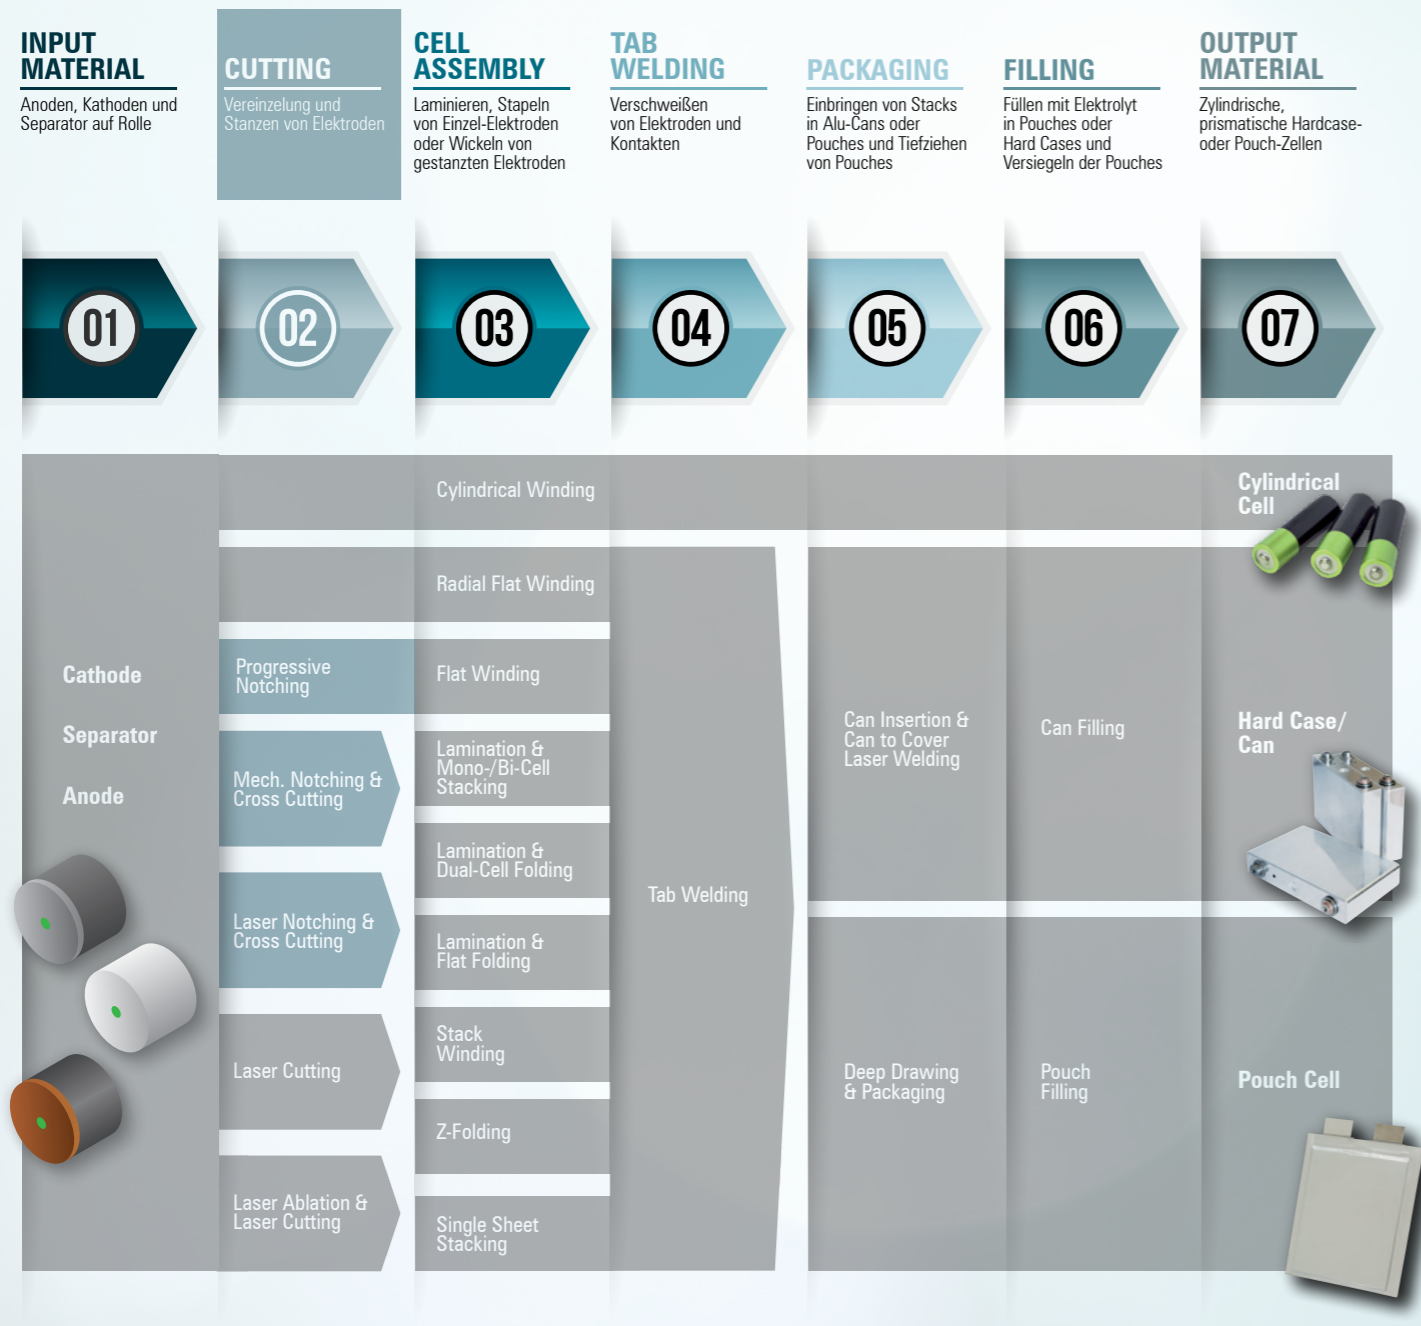 INPUT
MATERIAL
Anoden, Kathoden und
Separator auf Rolle
CUTTING
Vereinzelung und
Stanzen von Elektroden
CELL
ASSEMBLY
Laminieren, Stapeln
von Einzel-Elektroden
oder Wickeln von
gestanzten Elektroden
TAB
WELDING
Verschweißen
von Elektroden und
Kontakten
PACKAGING
Einbringen von Stacks
in Alu-Cans oder
Pouches und Tiefziehen
von Pouches
FILLING
Füllen mit Elektrolyt
in Pouches oder
Hard Cases und
Versiegeln der Pouches
OUTPUT
MATERIAL
Zylindrische,
prismatische Hardcase-
oder Pouch-Zellen
01
02
03
04
05
06
07
Cathode
Separator
Anode
Progressive
Notching
Mech. Notching &
Cross Cutting
Laser Notching &
Cross Cutting
Laser Cutting
Laser Ablation &
Laser Cutting
Cylindrical Winding
Radial Flat Winding
Flat Winding
Lamination &
Mono-/Bi-Cell
Stacking
Lamination &
Dual-Cell Folding
Lamination &
Flat Folding
Stack
Winding
Z-Folding
Single Sheet
Stacking
Tab Welding
Can Insertion &
Can to Cover
Laser Welding
Deep Drawing
& Packaging
Can Filling
Pouch
Filling
Cylindrical
Cell
Hard Case/
Can
Pouch Cell